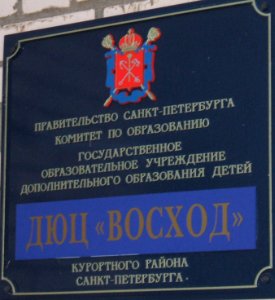 ПРАВИТЕЛЬСТВО САНКТ-ПЕТЕРБУРГА
КОМИТЕТ ПО ОБРАЗОВАНИЮ
ГОСУДАРСТВЕННОЕ
ОБРАЗОВАТЕЛЬНОЕ УЧРЕЖДЕНИЕ
ДОПОЛНИТЕЛЬНОГО ОБРАЗОВАНИЯ ДЕТЕЙ
ДЮЦ «ВОСХОД»
КУРОРТНОГО РАЙОНА
САНКТ-ПЕТЕРБУРГА